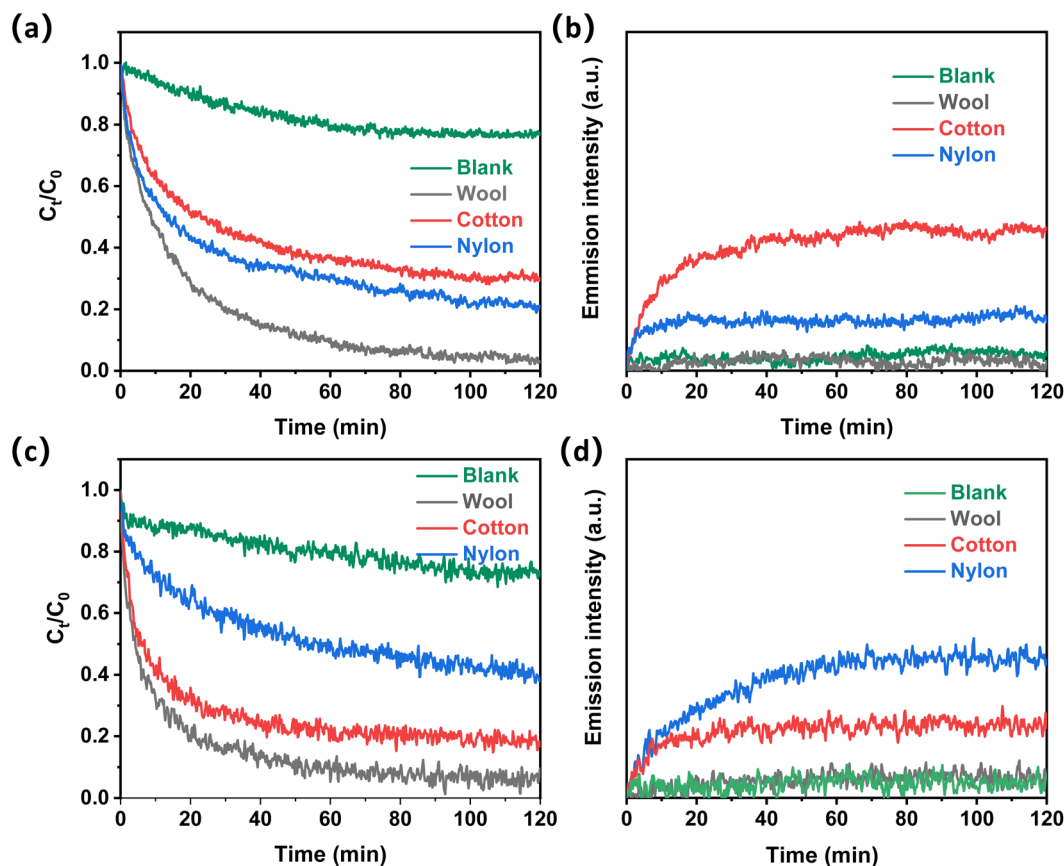 (a)
C_t/C_0
1.0
0.8
0.6
0.4
0.2
0.0
Blank
Wool
Cotton
Nylon
0 20 40 60 80 100 120
Time (min)
(b)
Emmision intensity (a.u.)
Blank
Wool
Cotton
Nylon
0 20 40 60 80 100 120
Time (min)
(c)
C_t/C_0
1.0
0.8
0.6
0.4
0.2
0.0
Blank
Wool
Cotton
Nylon
0 20 40 60 80 100 120
Time (min)
(d)
Emission intensity (a.u.)
Blank
Wool
Cotton
Nylon
0 20 40 60 80 100 120
Time (min)